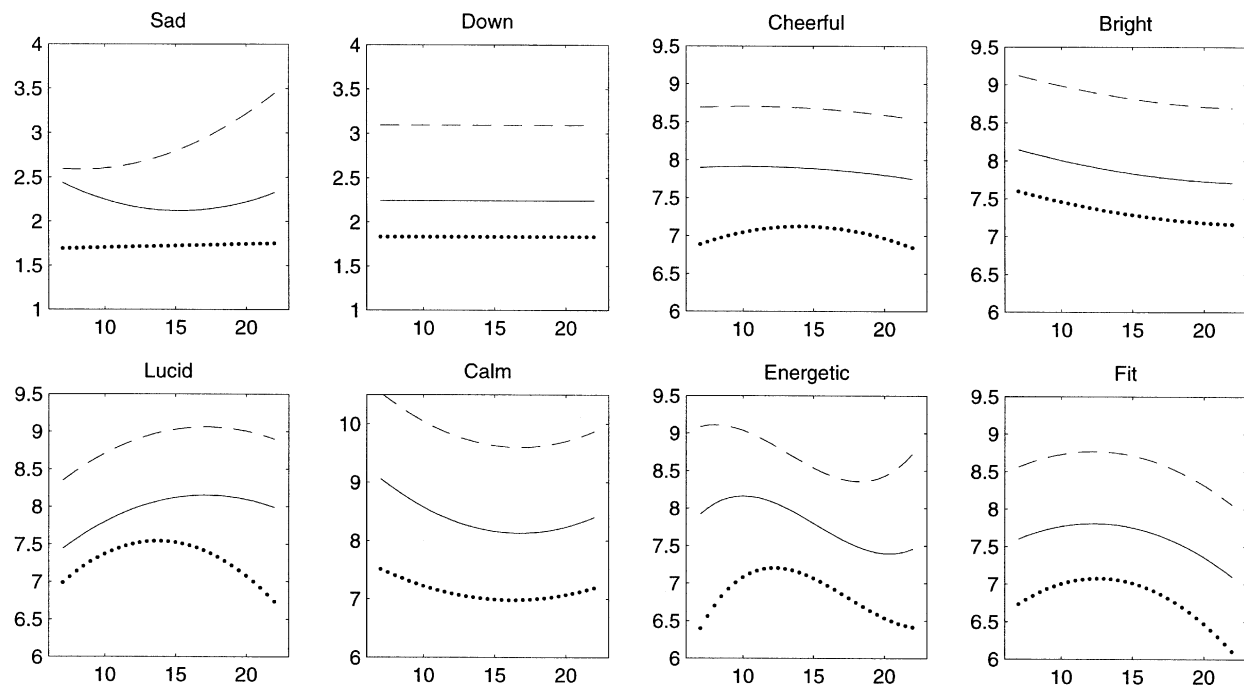 Sad Down Cheerful Bright
4 4 9.5 9.5
3.5 3.5 9 9
3 3 8.5 8.5
2.5 2.5 8 8
2 2 7.5 7.5
1.5 1.5 7 7
1 1 6.5 6.5
6 6
10 15 20 10 15 20 10 15 20 10 15 20
Lucid Calm Energetic Fit
9.5 10 9.5 9.5
9 9 9 9
8.5 8 8.5 8.5
8 7 8 8
7.5 6 7.5 7.5
7 7 7
6.5 6.5 6.5
6 6 6
10 15 20 10 15 20 10 15 20 10 15 20